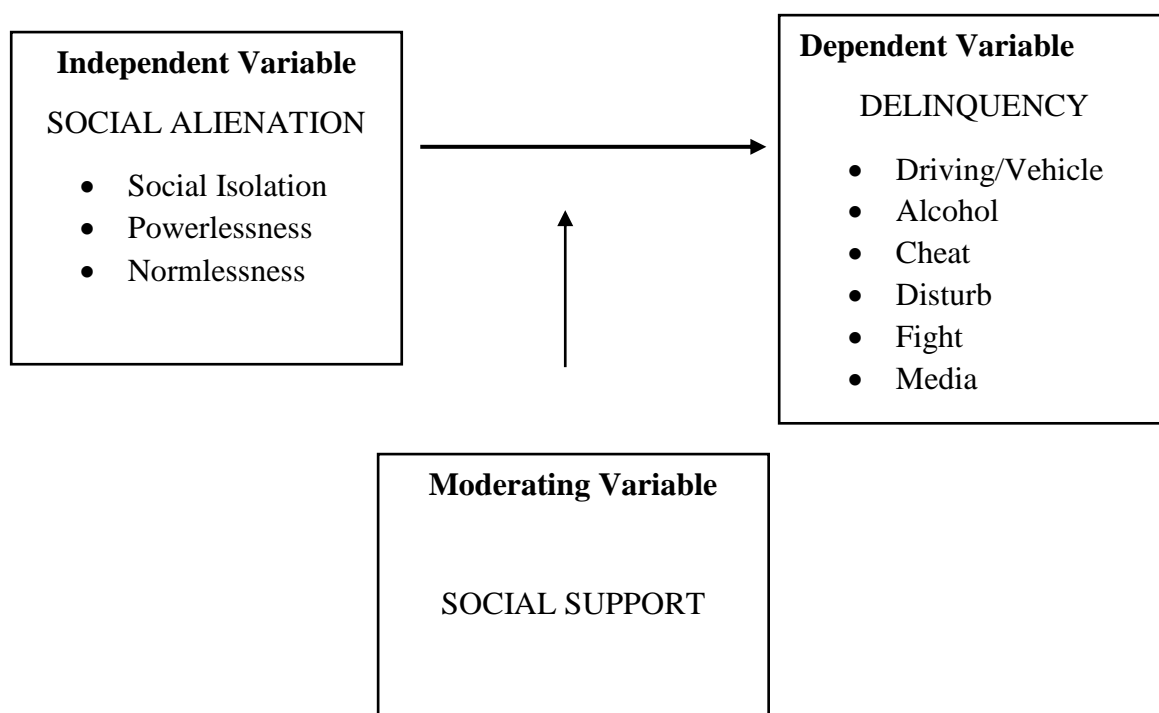 Independent Variable
SOCIAL ALIENATION
• Social Isolation
• Powerlessness
• Normlessness
Dependent Variable
DELINQUENCY
• Driving/Vehicle
• Alcohol
• Cheat
• Disturb
• Fight
• Media
Moderating Variable
SOCIAL SUPPORT